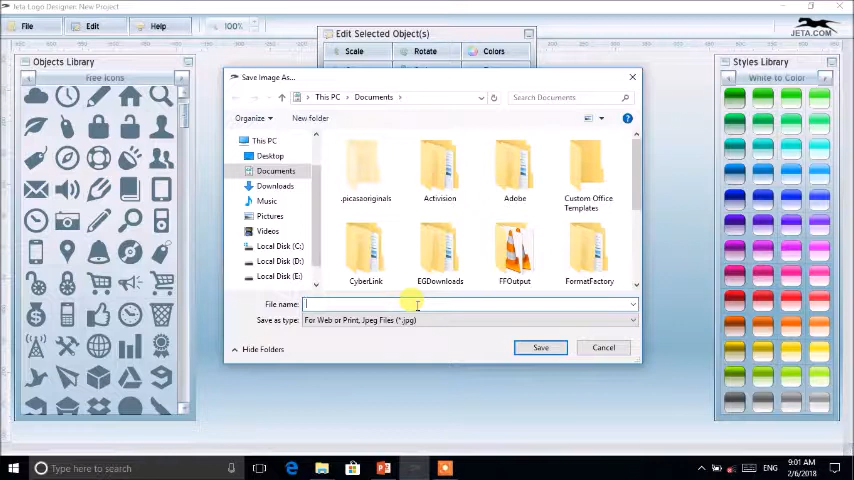 Jeta Logo Designer: New Project
File
Edit
Help
100%
JETA.COM
Edit Selected Object(s)
Scale
Rotate
Colors
Objects Library
Free Icons
Styles Library
White to Color
Save Image As...
This PC
Documents
Search Documents
Organize
New folder
This PC
Desktop
Documents
Downloads
Music
Pictures
Videos
Local Disk (C:)
Local Disk (D:)
Local Disk (E:)
.picasaoriginals
Activision
Adobe
Custom Office
Templates
CyberLink
EGDownloads
FFOutput
FormatFactory
File name:
Save as type:
For Web or Print, Jpeg Files (*.jpg)
Hide Folders
Save
Cancel
Type here to search
ENG
9:01 AM
2/6/2018